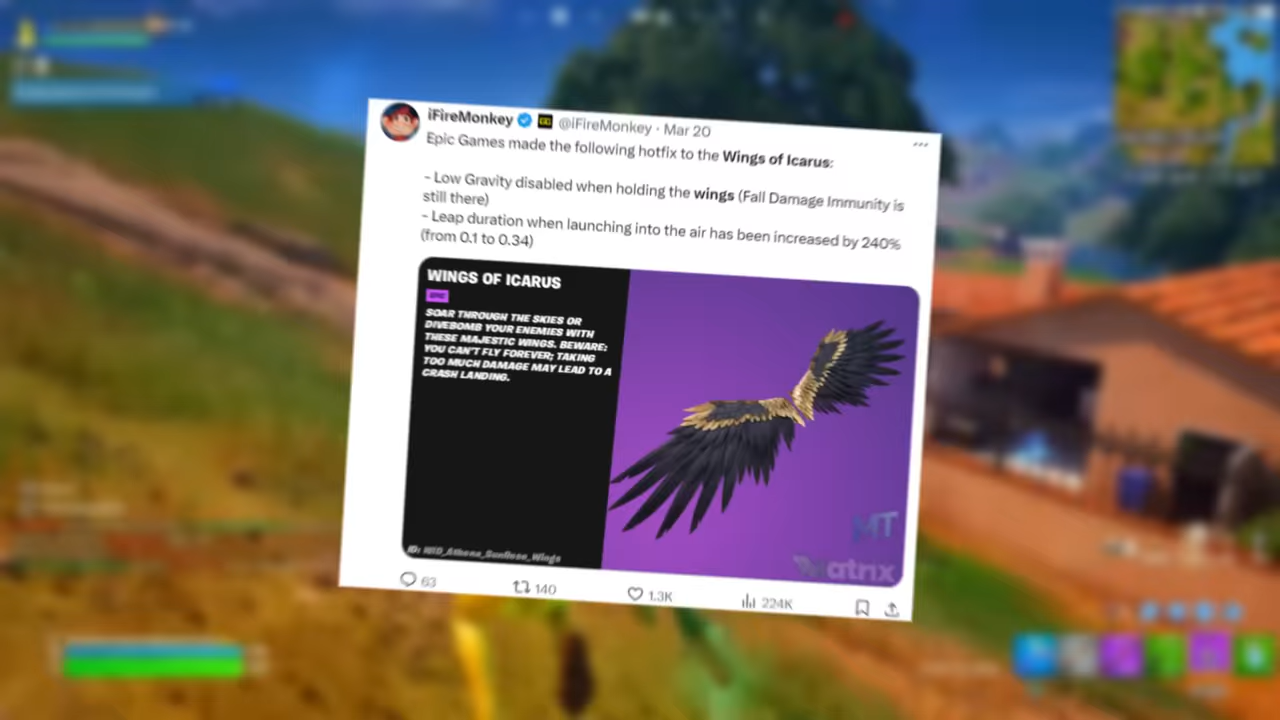 iFireMonkey @iFireMonkey · Mar 20
Epic Games made the following hotfix to the Wings of Icarus:
- Low Gravity disabled when holding the wings (Fall Damage Immunity is
still there)
- Leap duration when launching into the air has been increased by 240%
(from 0.1 to 0.34)
WINGS OF ICARUS
EPIC
SOAR THROUGH THE SKIES OR
DIVEBOMB YOUR ENEMIES WITH
THESE MAJESTIC WINGS. BEWARE:
YOU CAN'T FLY FOREVER; TAKING
TOO MUCH DAMAGE MAY LEAD TO A
CRASH LANDING.
MT
ID: WID_Athena_SunRose_Wings
63 140 1.3K 224K